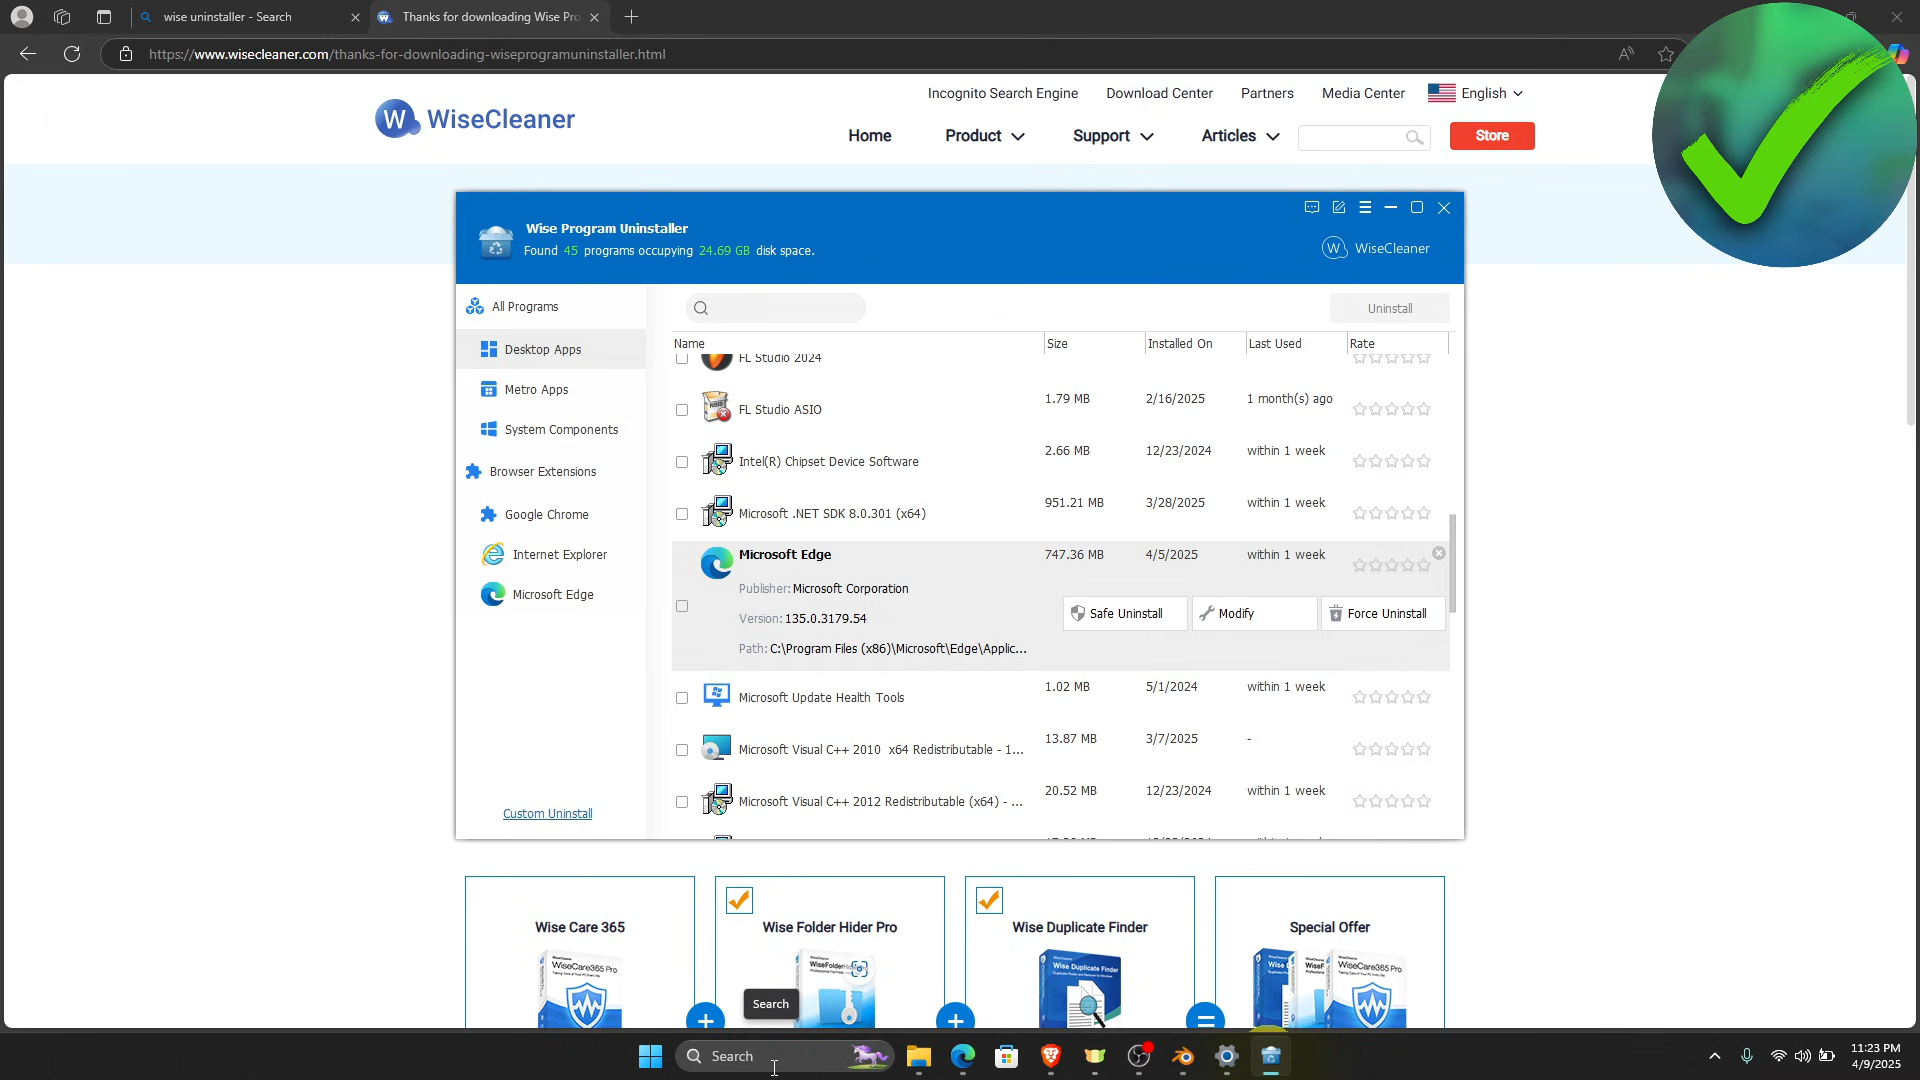 wise uninstaller - Search
Thanks for downloading Wise Pro
https://www.wisecleaner.com/thanks-for-downloading-wiseprogramuninstaller.html
Incognito Search Engine
Download Center
Partners
Media Center
English
W WiseCleaner
Home
Product
Support
Articles
Store
Wise Program Uninstaller
Found 45 programs occupying 24.69 GB disk space.
W WiseCleaner
All Programs
Desktop Apps
Metro Apps
System Components
Browser Extensions
Google Chrome
Internet Explorer
Microsoft Edge
Custom Uninstall
Uninstall
Name Size Installed On Last Used Rate
FL Studio 2024
FL Studio ASIO 1.79 MB 2/16/2025 1 month(s) ago
Intel(R) Chipset Device Software 2.66 MB 12/23/2024 within 1 week
Microsoft .NET SDK 8.0.301 (x64) 951.21 MB 3/28/2025 within 1 week
Microsoft Edge 747.36 MB 4/5/2025 within 1 week
Publisher: Microsoft Corporation
Version: 135.0.3179.54
Path: C:\Program Files (x86)\Microsoft\Edge\Applic...
Safe Uninstall
Modify
Force Uninstall
Microsoft Update Health Tools 1.02 MB 5/1/2024 within 1 week
Microsoft Visual C++ 2010 x64 Redistributable - 1... 13.87 MB 3/7/2025 -
Microsoft Visual C++ 2012 Redistributable (x64) - ... 20.52 MB 12/23/2024 within 1 week
Wise Care 365
Wise Folder Hider Pro
Wise Duplicate Finder
Special Offer
WiseCare365 Pro
Wise Duplicate Finder
WiseCare365 Pro
Search
Search
11:23 PM
4/9/2025